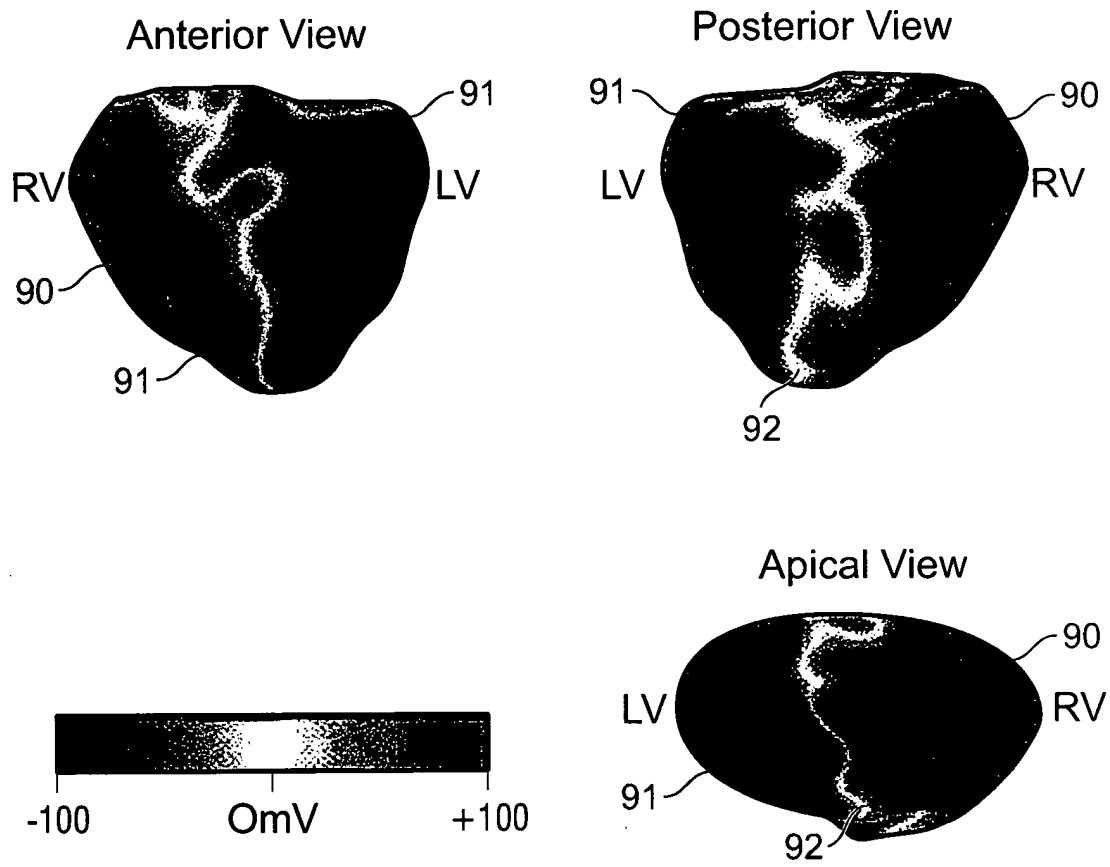 Anterior View
91
RV
LV
90
91
Posterior View
91
90
LV
RV
92
Apical View
90
LV
RV
91
92
-100
OmV
+100